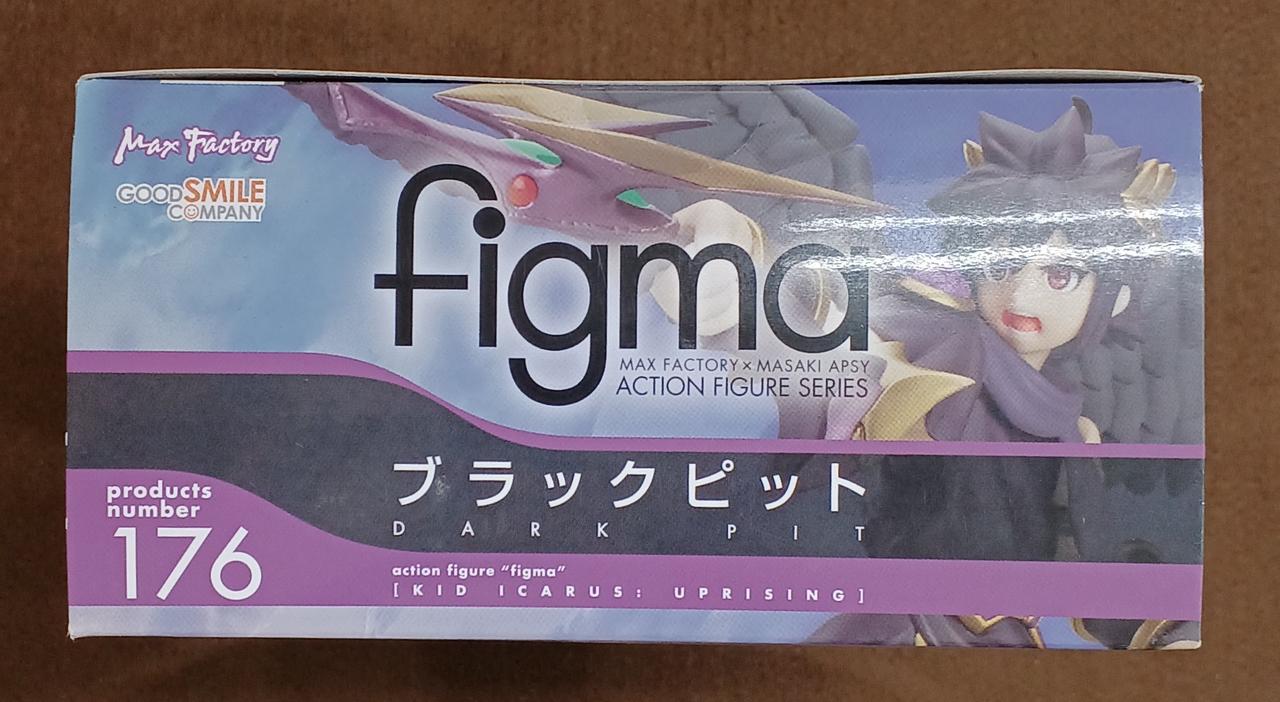 Max Factory
GOOD SMILE
COMPANY
figma
MAX FACTORY × MASAKI APSY
ACTION FIGURE SERIES
ブラックピット
DARK PIT
products
number
176
action figure “figma”
[KID ICARUS: UPRISING]